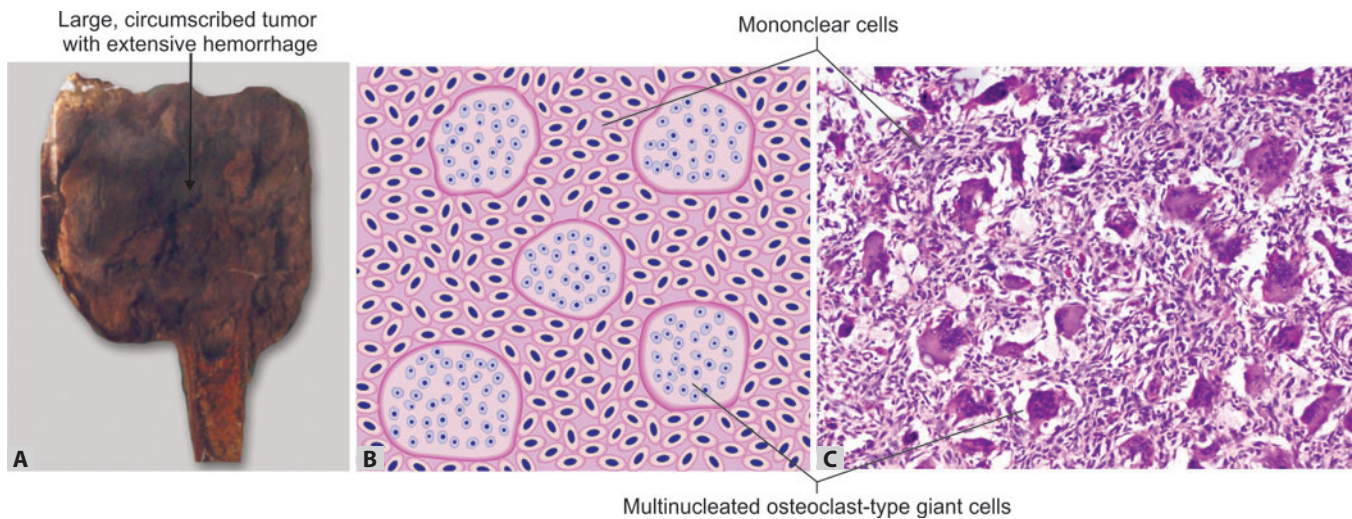 Large, circumscribed tumor
with extensive hemorrhage
Mononclear cells
A
B
C
Multinucleated osteoclast-type giant cells